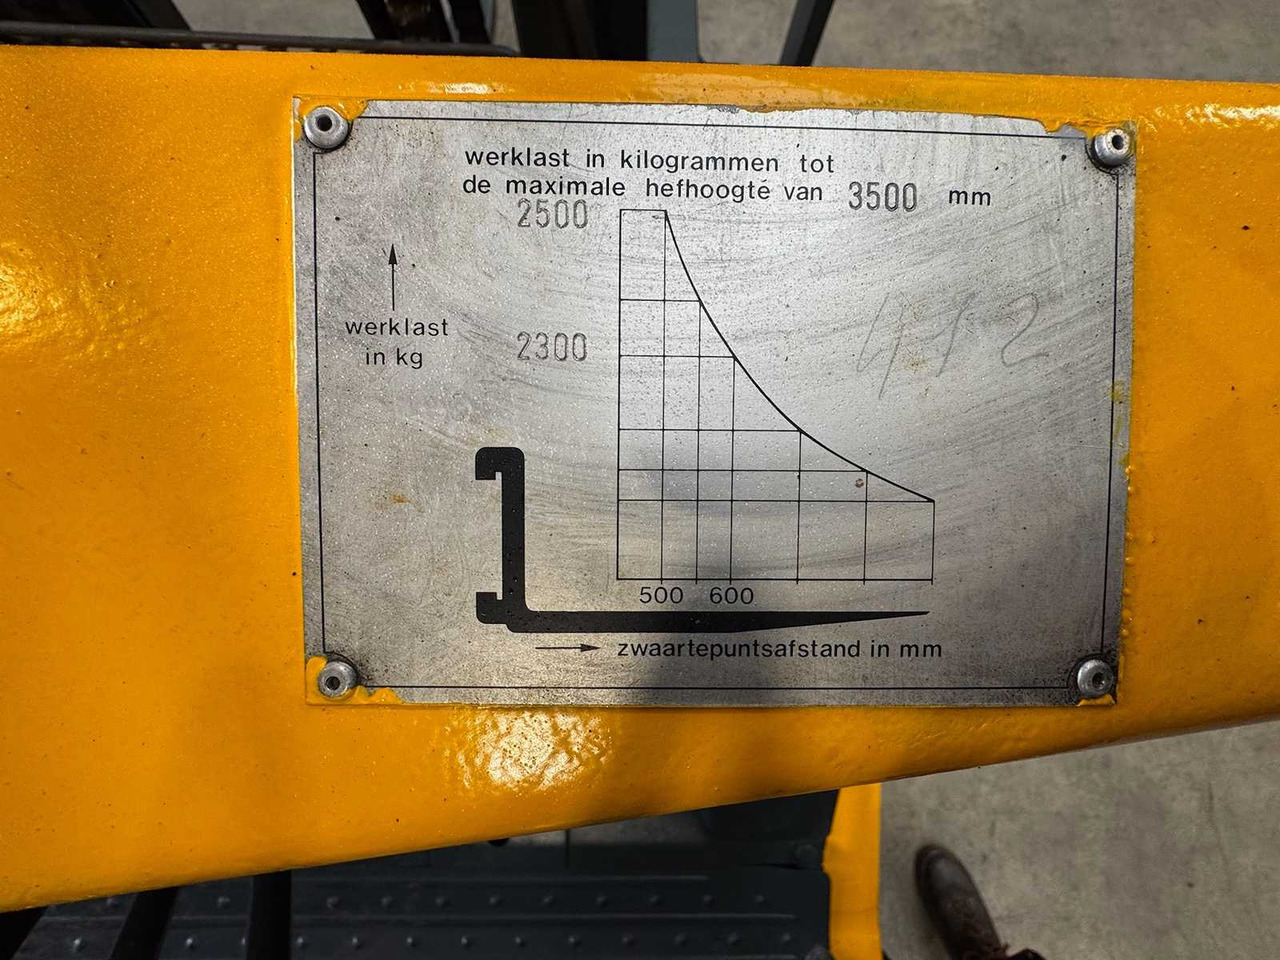 werklast in kilogrammen tot
de maximale hefhoogte van 3500 mm
2500
werklast
in kg
2300
412
500 600
zwaartepuntsafstand in mm